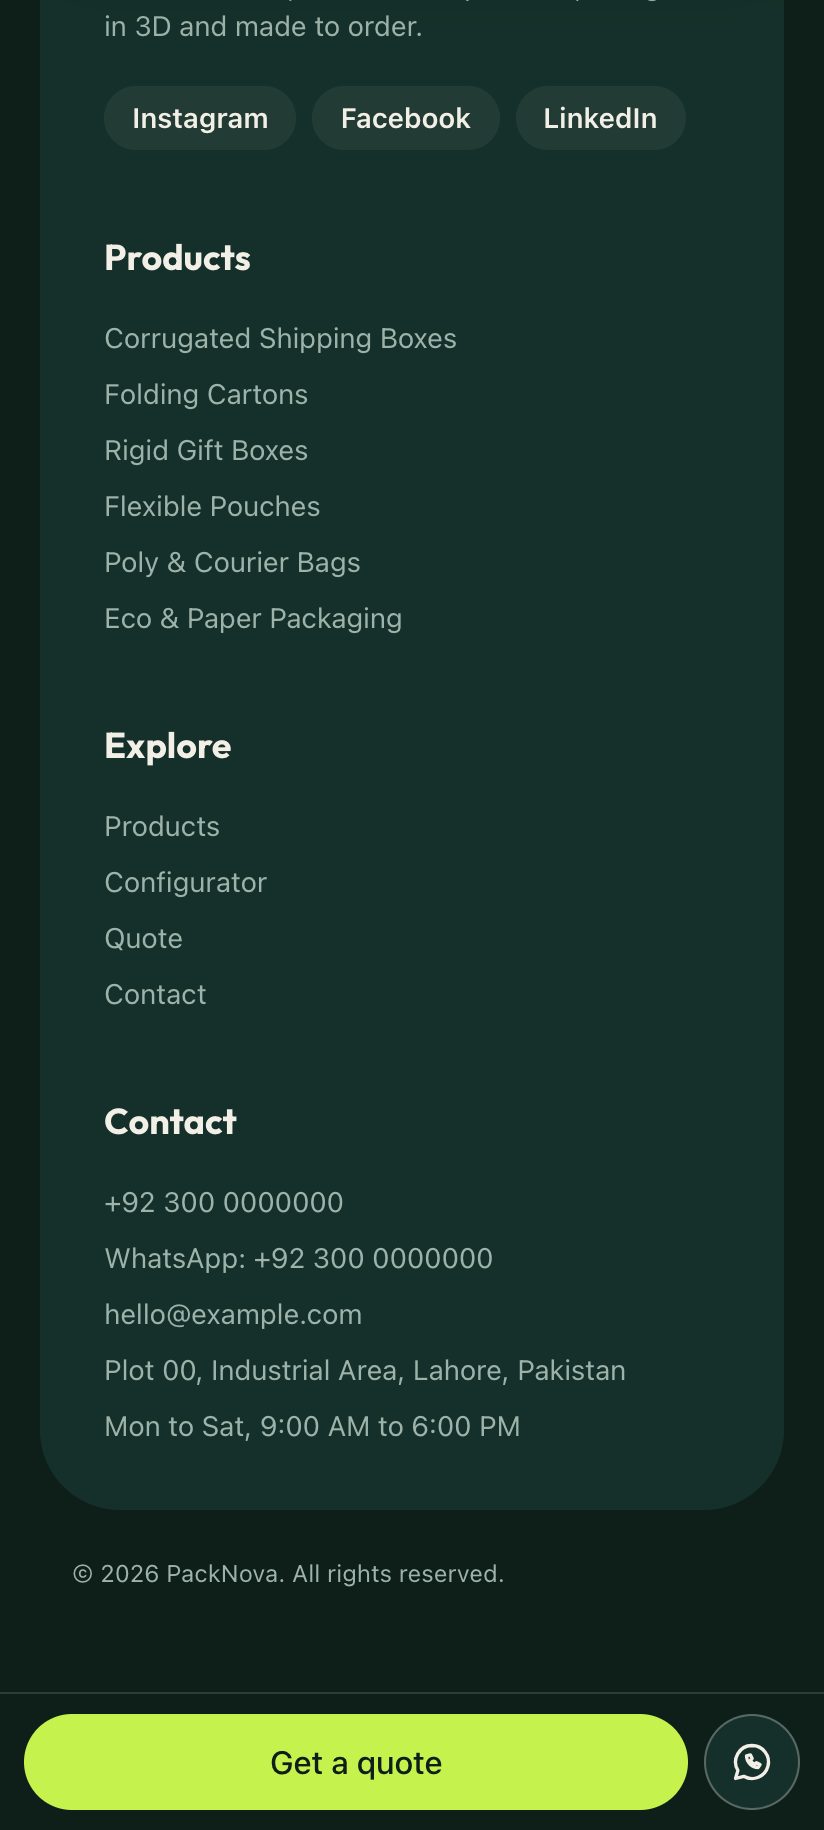 in 3D and made to order.
Instagram
Facebook
LinkedIn
Products
Corrugated Shipping Boxes
Folding Cartons
Rigid Gift Boxes
Flexible Pouches
Poly & Courier Bags
Eco & Paper Packaging
Explore
Products
Configurator
Quote
Contact
Contact
+92 300 0000000
WhatsApp: +92 300 0000000
hello@example.com
Plot 00, Industrial Area, Lahore, Pakistan
Mon to Sat, 9:00 AM to 6:00 PM
© 2026 PackNova. All rights reserved.
Get a quote